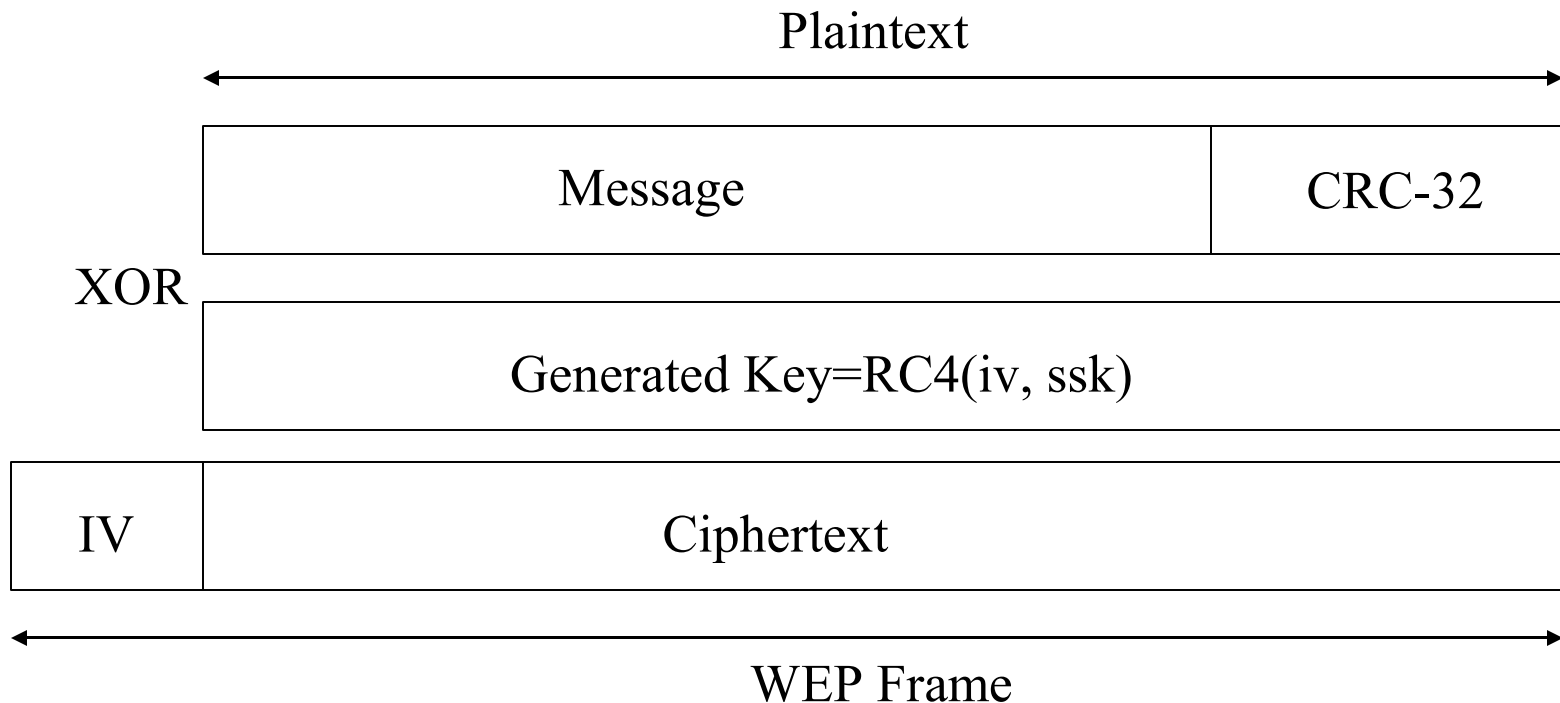 Plaintext
Message
CRC-32
XOR
Generated Key=RC4(iv, ssk)
IV
Ciphertext
WEP Frame